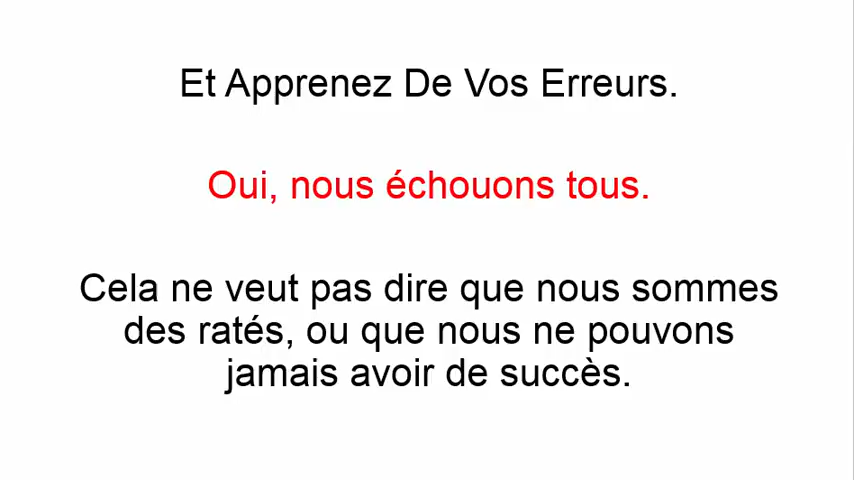 Et Apprenez De Vos Erreurs.
Oui, nous échouons tous.
Cela ne veut pas dire que nous sommes
des ratés, ou que nous ne pouvons
jamais avoir de succès.